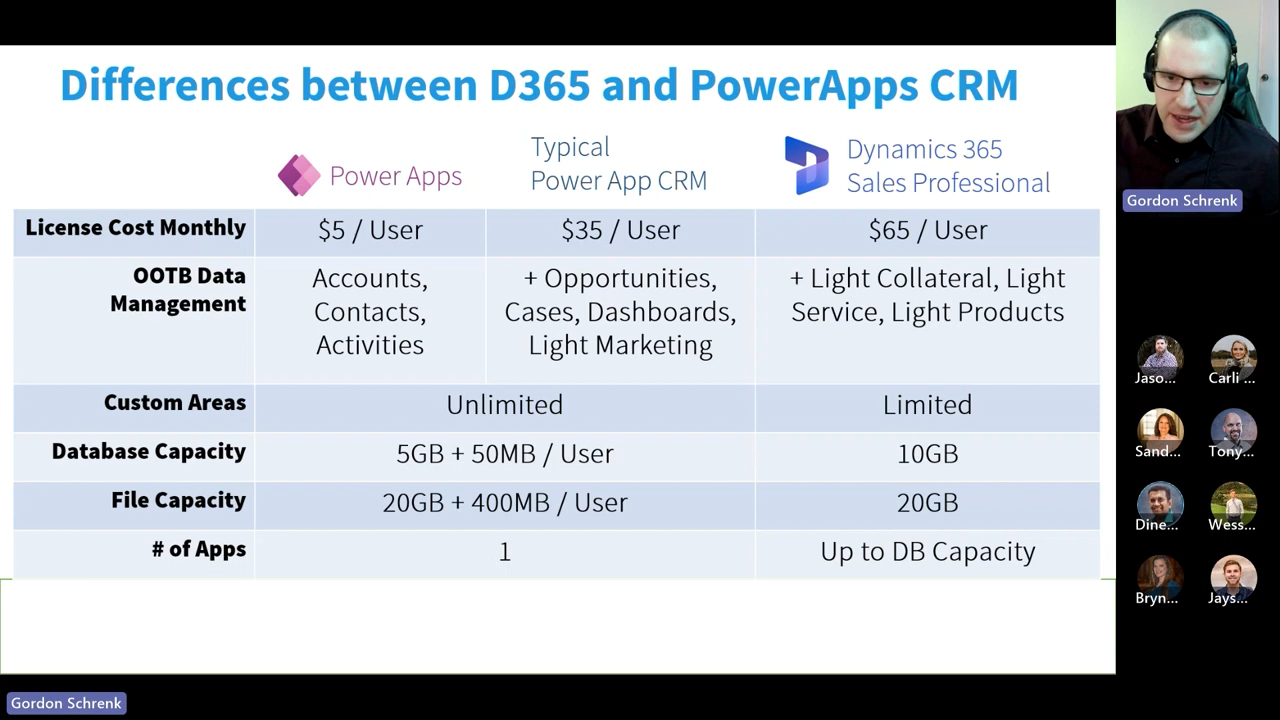 Differences between D365 and PowerApps CRM
Power Apps
Typical
Power App CRM
Dynamics 365
Sales Professional
License Cost Monthly
$5 / User
$35 / User
$65 / User
OOTB Data
Management
Accounts,
Contacts,
Activities
+ Opportunities,
Cases, Dashboards,
Light Marketing
+ Light Collateral, Light
Service, Light Products
Custom Areas
Unlimited
Limited
Database Capacity
5GB + 50MB / User
10GB
File Capacity
20GB + 400MB / User
20GB
# of Apps
1
Up to DB Capacity
Gordon Schrenk
Jaso...
Carli ...
Sand...
Tony...
Dine...
Wess...
Bryn...
Jays...
Gordon Schrenk